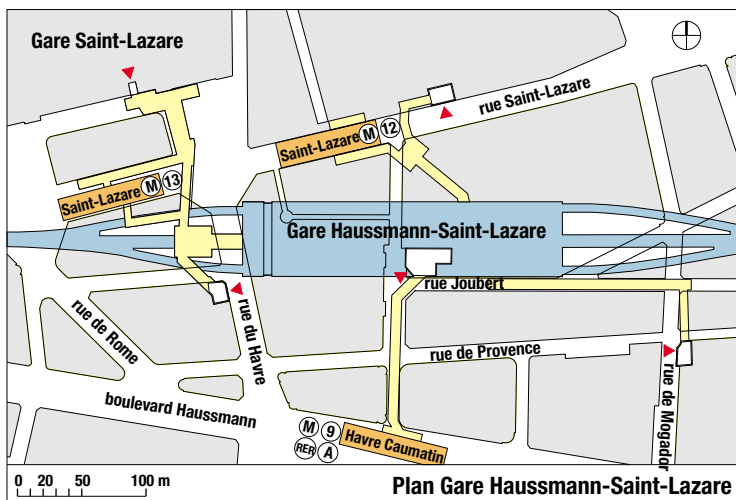 Gare Saint-Lazare
rue Saint-Lazare
Saint-Lazare M 12
Saint-Lazare M 13
Gare Haussmann-Saint-Lazare
rue Joubert
rue de Rome
rue du Havre
rue de Provence
rue de Mogador
boulevard Haussmann
M 9
RER A
Havre Caumatin
0 20 50 100 m
Plan Gare Haussmann-Saint-Lazare